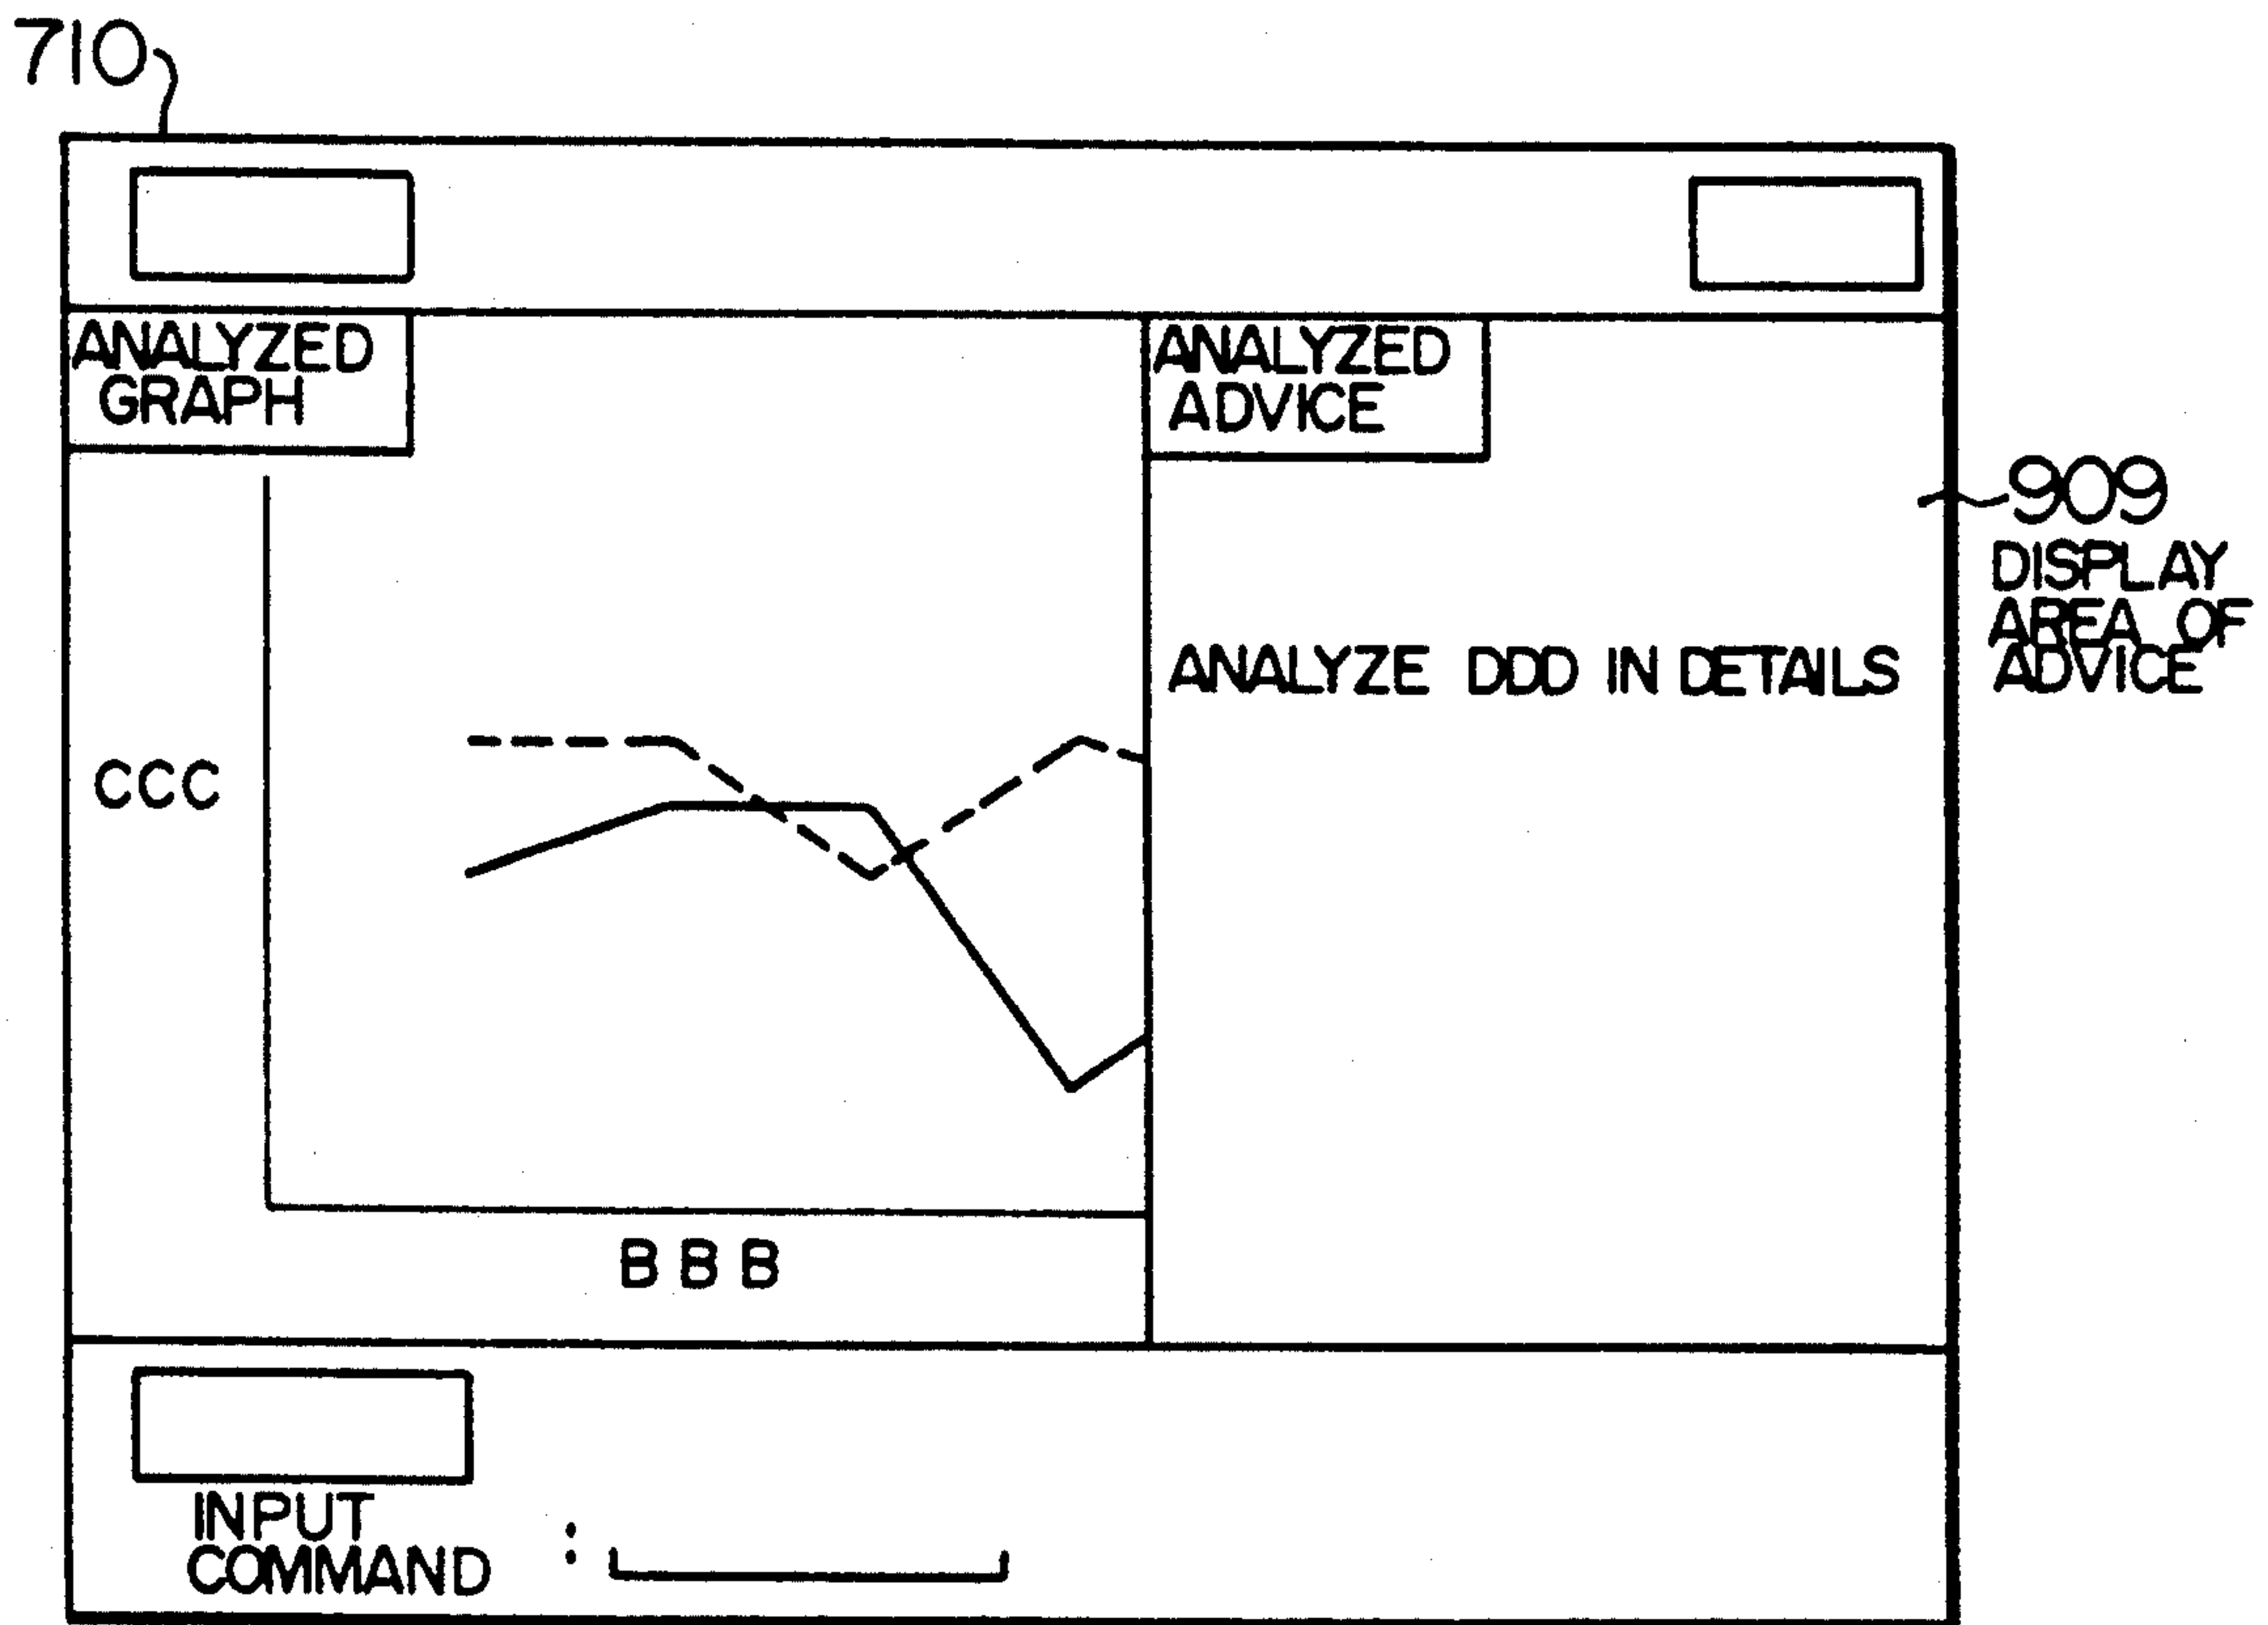 710
ANALYZED
GRAPH
ANALYZED
ADVICE
909
DISPLAY
AREA OF
ADVICE
ANALYZE DDD IN DETAILS
CCC
BBB
INPUT
COMMAND :